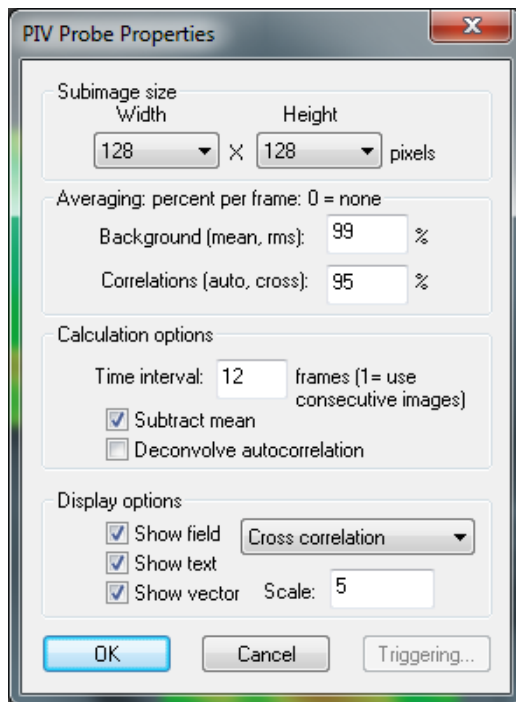 PIV Probe Properties
Subimage size
Width Height
128 X 128 pixels
Averaging: percent per frame: 0 = none
Background (mean, rms): 99 %
Correlations (auto, cross): 95 %
Calculation options
Time interval: 12 frames (1= use
consecutive images)
Subtract mean
Deconvolve autocorrelation
Display options
Show field Cross correlation
Show text
Show vector Scale: 5
OK Cancel Triggering...